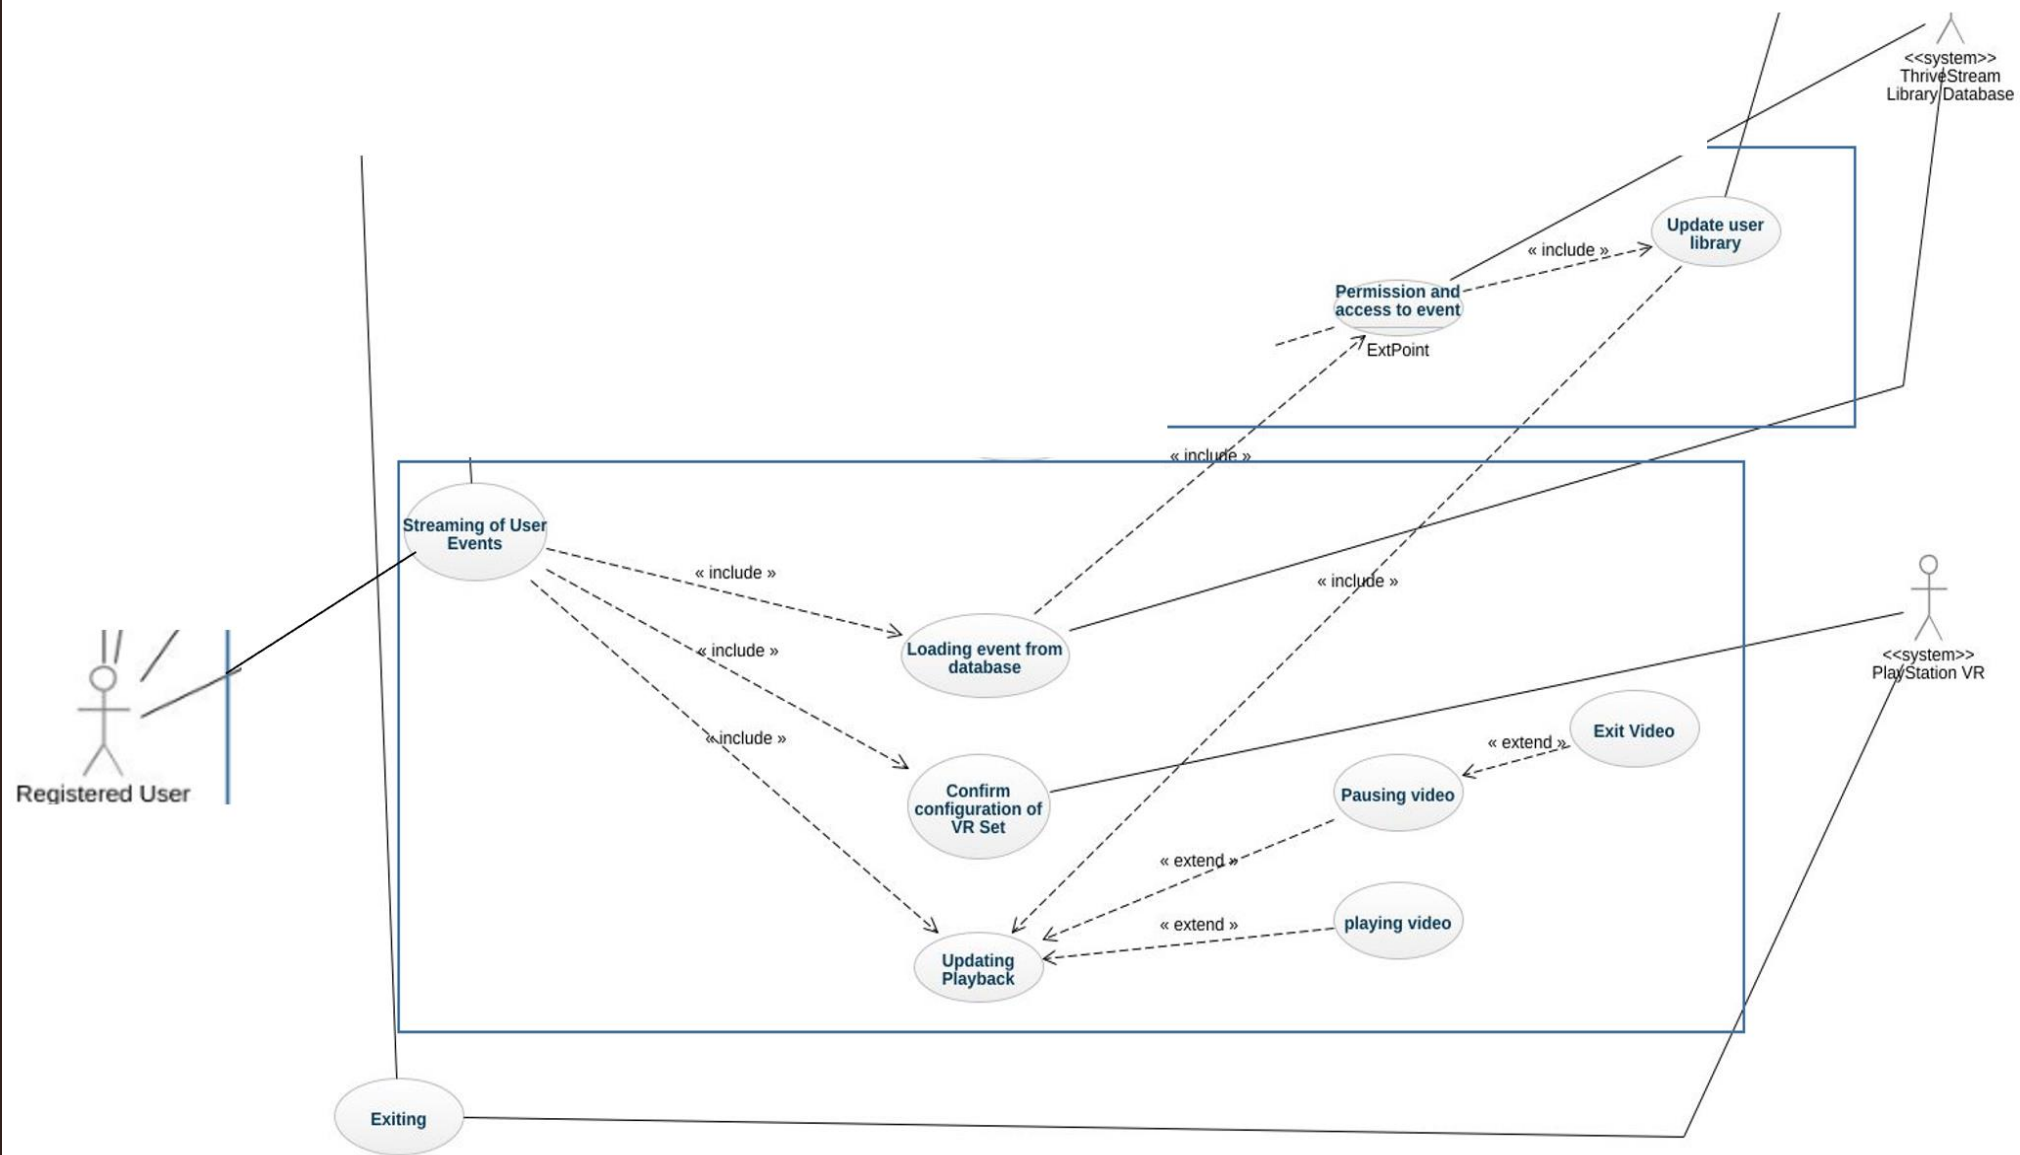 <<system>>
ThriveStream
Library Database
Update user
library
« include »
Permission and
access to event
ExtPoint
« include »
Streaming of User
Events
« include »
« include »
« include »
« include »
Loading event from
database
<<system>>
PlayStation VR
Exit Video
« extend »
Confirm
configuration of
VR Set
Pausing video
Registered User
« extend »
« extend »
playing video
Updating
Playback
Exiting